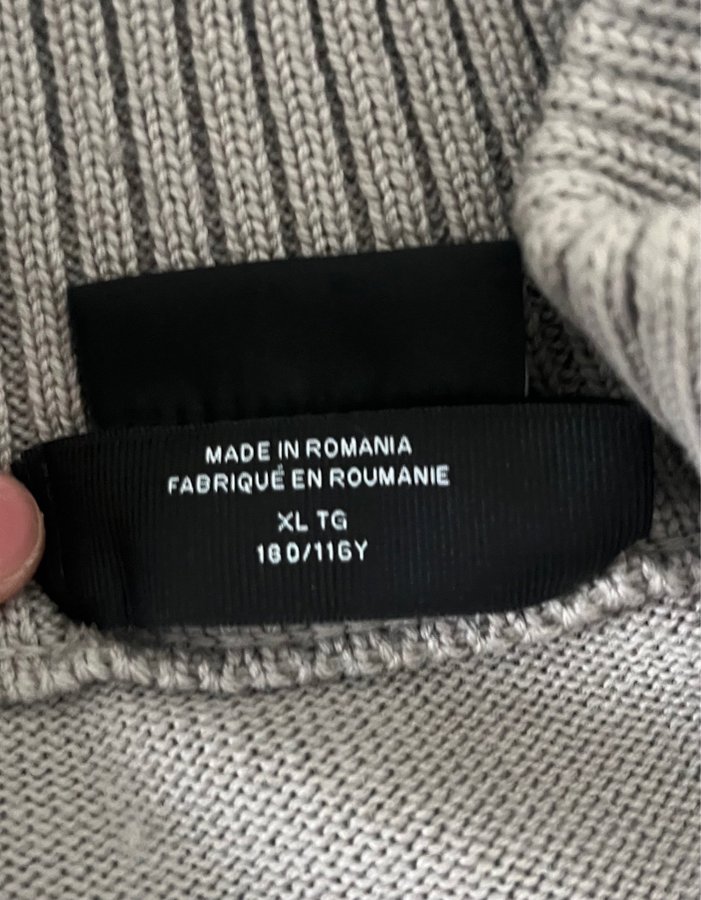 MADE IN ROMANIA
FABRIQUÉ EN ROUMANIE
XL TG
180/116Y